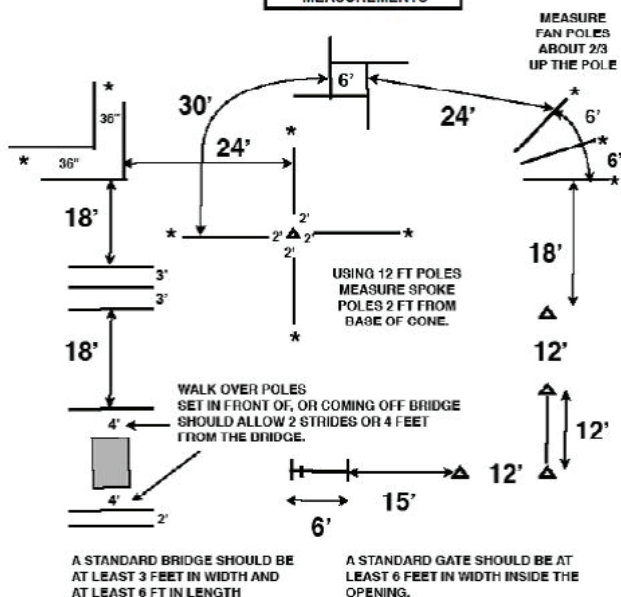 MEASUREMENTS
MEASURE
FAN POLES
ABOUT 2/3
UP THE POLE
*
6'
30'
24'
*
6'
36"
24'
*
*
6'
*
36"
*
18'
2'
*
2'
2'
*
2'
18'
3'
USING 12 FT POLES
MEASURE SPOKE
POLES 2 FT FROM
BASE OF CONE.
3'
*
18'
12'
WALK OVER POLES
SET IN FRONT OF, OR COMING OFF BRIDGE
SHOULD ALLOW 2 STRIDES OR 4 FEET
FROM THE BRIDGE.
4'
12'
4'
15'
12'
2'
6'
A STANDARD BRIDGE SHOULD BE
AT LEAST 3 FEET IN WIDTH AND
AT LEAST 6 FT IN LENGTH
A STANDARD GATE SHOULD BE AT
LEAST 6 FEET IN WIDTH INSIDE THE
OPENING.